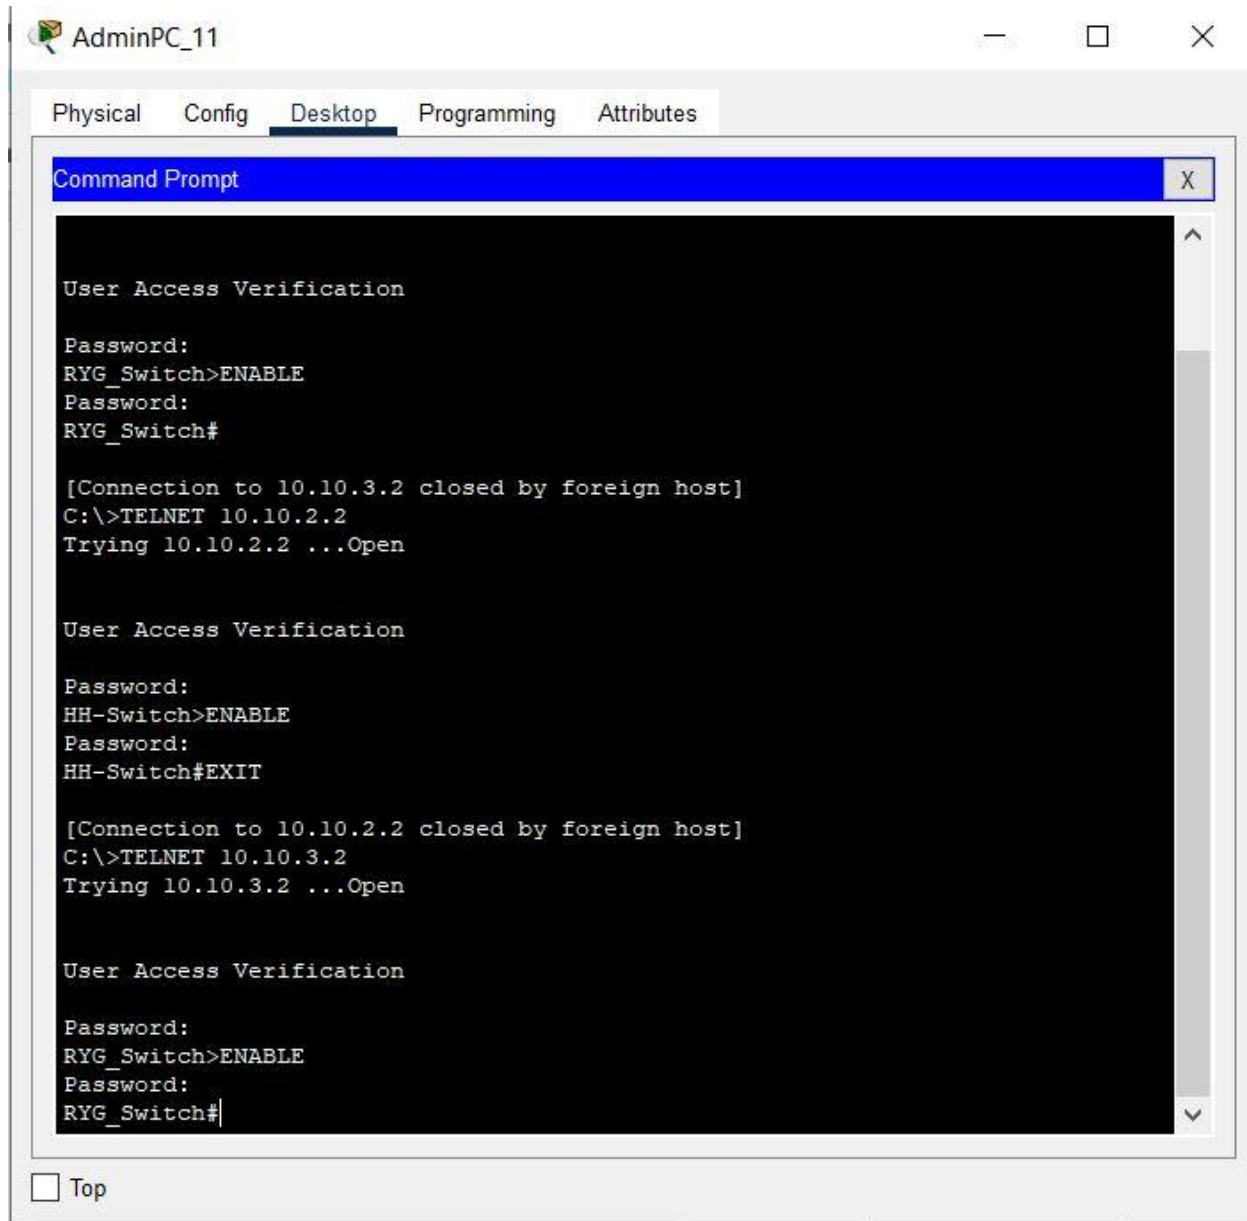 AdminPC_11
Physical Config Desktop Programming Attributes
Command Prompt X
User Access Verification
Password:
RYG_Switch>ENABLE
Password:
RYG_Switch#
[Connection to 10.10.3.2 closed by foreign host]
C:\>TELNET 10.10.2.2
Trying 10.10.2.2 ...Open
User Access Verification
Password:
HH-Switch>ENABLE
Password:
HH-Switch#EXIT
[Connection to 10.10.2.2 closed by foreign host]
C:\>TELNET 10.10.3.2
Trying 10.10.3.2 ...Open
User Access Verification
Password:
RYG_Switch>ENABLE
Password:
RYG_Switch#
Top